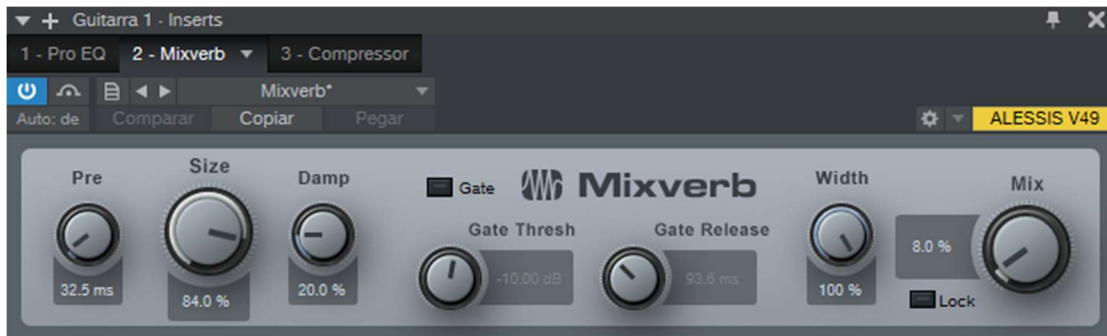 Guitarra 1 - Inserts
1 - Pro EQ 2 - Mixverb 3 - Compressor
Mixverb*
Auto: de Comparar Copiar Pegar ALESSIS V49
Pre Size Damp Gate Mixverb Width Mix
Gate Thresh Gate Release
32.5 ms 84.0 % 20.0 % -10.00 dB 93.6 ms 100 % 8.0 %
Lock